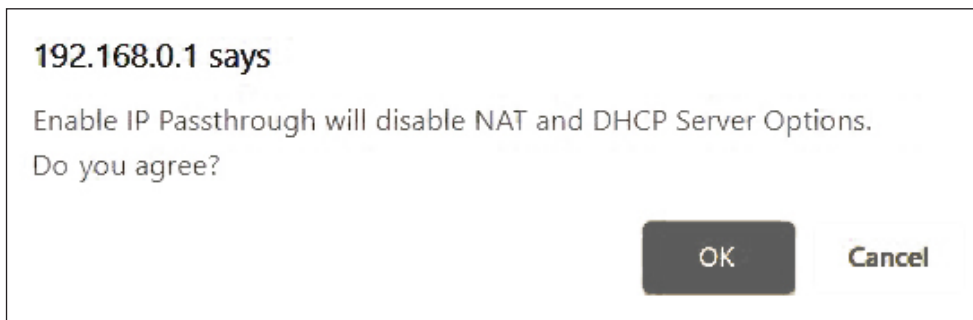 192.168.0.1 says
Enable IP Passthrough will disable NAT and DHCP Server Options.
Do you agree?
OK Cancel